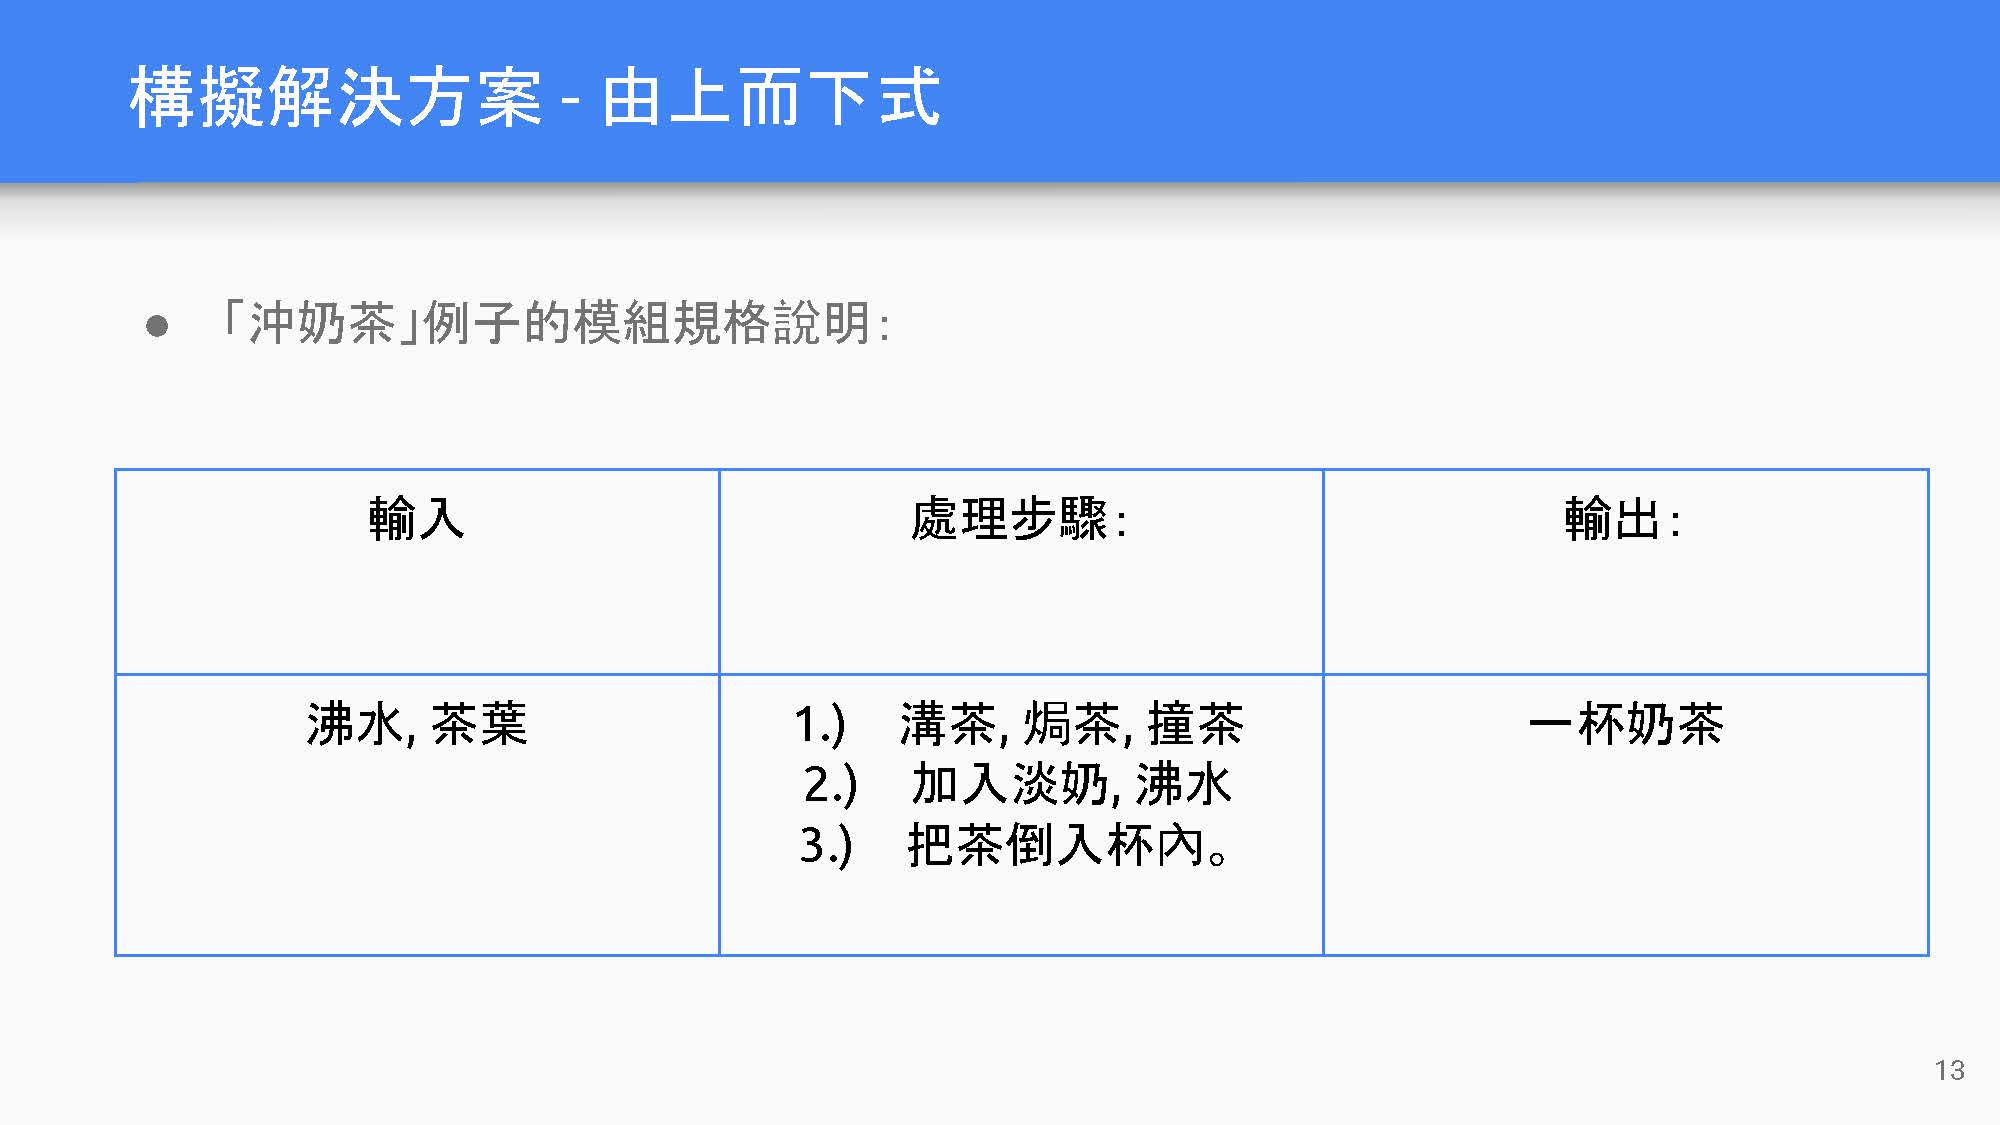 構擬解決方案 - 由上而下式
● 「沖奶茶」例子的模組規格說明：
輸入
處理步驟：
輸出：
沸水, 茶葉
1.) 溝茶, 焗茶, 撞茶
2.) 加入淡奶, 沸水
3.) 把茶倒入杯內。
一杯奶茶
13